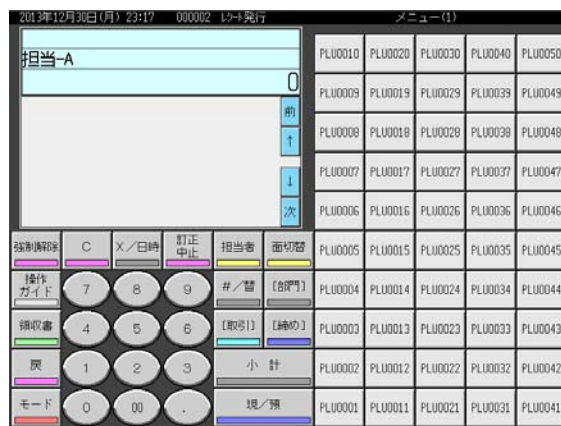 2013年12月30日(月) 23:17 000002 レシート発行 メニュー(1)
担当-A
0
前
↑
↓
次
強制解除 C X/日時 訂正中止 担当者 面切替
操作ガイド 7 8 9 #/替 [部門]
領収書 4 5 6 [取引] [締め]
戻 1 2 3 小計
モード 0 00 . 現/預
PLU0010 PLU0020 PLU0030 PLU0040 PLU0050
PLU0009 PLU0019 PLU0029 PLU0039 PLU0049
PLU0008 PLU0018 PLU0028 PLU0038 PLU0048
PLU0007 PLU0017 PLU0027 PLU0037 PLU0047
PLU0006 PLU0016 PLU0026 PLU0036 PLU0046
PLU0005 PLU0015 PLU0025 PLU0035 PLU0045
PLU0004 PLU0014 PLU0024 PLU0034 PLU0044
PLU0003 PLU0013 PLU0023 PLU0033 PLU0043
PLU0002 PLU0012 PLU0022 PLU0032 PLU0042
PLU0001 PLU0011 PLU0021 PLU0031 PLU0041